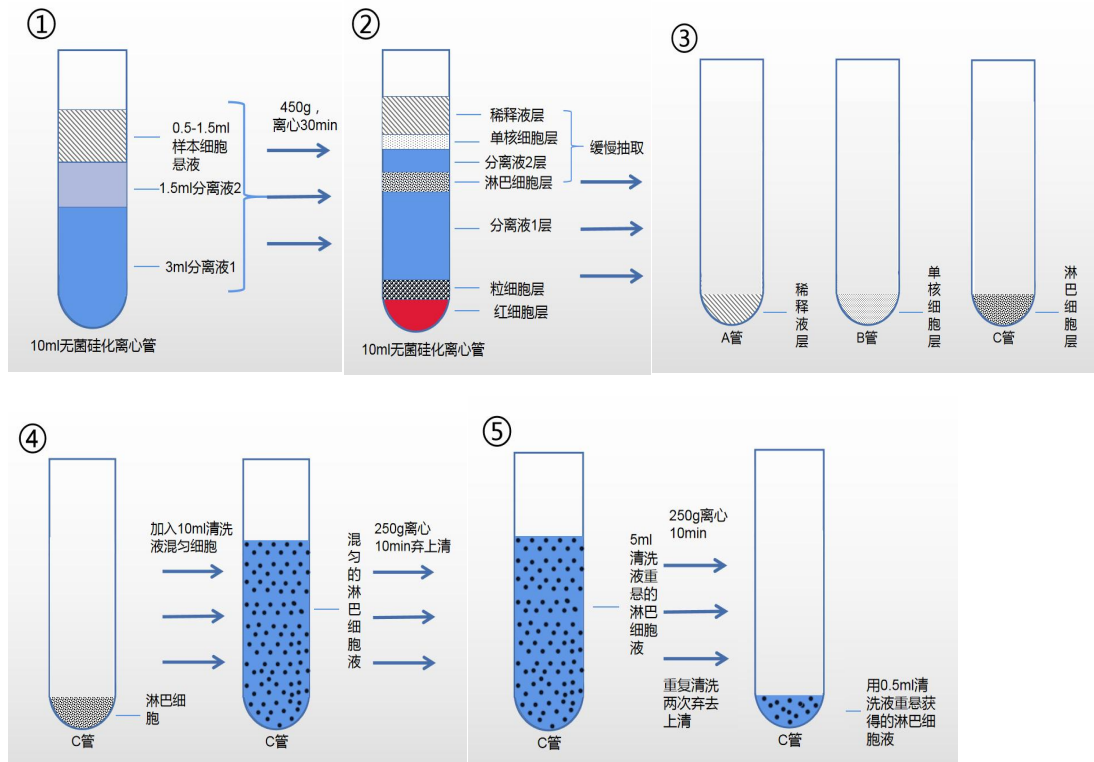 ①
0.5-1.5ml
样本细胞
悬液
1.5ml分离液2
3ml分离液1
450g，
离心30min
10ml无菌硅化离心管
②
稀释液层
单核细胞层
分离液2层
淋巴细胞层
缓慢抽取
分离液1层
粒细胞层
红细胞层
10ml无菌硅化离心管
③
稀释液层
A管
单核细胞层
B管
淋巴细胞层
C管
④
淋巴细
胞
C管
加入10ml清洗
液混匀细胞
混匀的淋巴细胞液
C管
250g离心
10min弃上清
⑤
C管
5ml
清洗
液重
悬的
淋巴
细胞
液
250g离心
10min
重复清洗
两次弃去
上清
C管
用0.5ml清
洗液重悬获
得的淋巴细
胞液